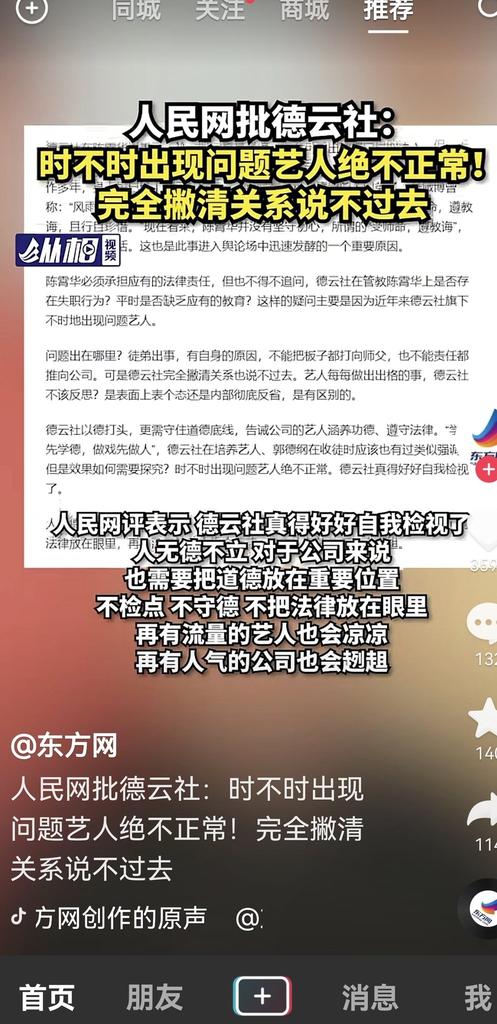 同城
关注
商城
推荐
人民网批德云社：
时不时出现问题艺人绝不正常！
完全撇清关系说不过去
纵相
视频
作多年，
称："风雨
命，遵教
海，且行且珍惜。"现在看来，陈霄华并没有坚守初心，所谓的"受师命，遵教诲"，
话。这也是此事进入舆论场中迅速发酵的一个重要原因。
陈霄华必须承担应有的法律责任，但也不得不追问，德云社在管教陈霄华上是否存
在失职行为？平时是否缺乏应有的教育？这样的疑问主要是因为近年来德云社旗下
不时地出现问题艺人。
问题出在哪里？徒弟出事，有自身的原因，不能把板子都打向师父，也不能责任都
推向公司。可是德云社完全撇清关系也说不过去。艺人每每做出出格的事，德云社
不该反思？是表面上表个态还是内部彻底反省，是有区别的。
德云社以德打头，更需守住道德底线，告诫公司的艺人涵养功德、遵守法律。"学
先学德，做戏先做人"，德云社在培养艺人、郭德纲在收徒时应该也有过类似强调
但是效果如何需要探究？时不时出现问题艺人绝不正常。德云社真得好好自我检视
了。
人民网评表示 德云社真得好好自我检视了
法律放在眼里，再
人无德不立 对于公司来说
也需要把道德放在重要位置
不检点 不守德 不把法律放在眼里
再有流量的艺人也会凉凉
再有人气的公司也会趔趄
东方
359
132
140
114
@东方网
人民网批德云社：时不时出现
问题艺人绝不正常！完全撇清
关系说不过去
方网创作的原声 @
东方网
首页
朋友
消息
我